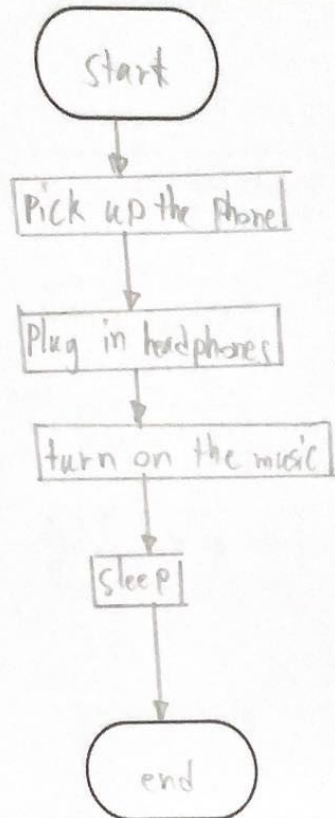 start
Pick up the phone
Plug in headphones
turn on the music
sleep
end